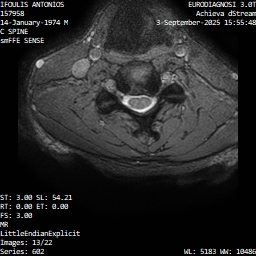 IFOULIS ANTONIOS
157958
14-January-1974 M
C SPINE
smFFE SENSE
EURODIAGNOSI 3.0T
Achieva dStream
3-September-2025 15:55:48
ST: 3.00 SL: 54.21
RT: 0.00 ET: 0.00
FS: 3.00
MR
LittleEndianExplicit
Images: 13/22
Series: 602
WL: 5183 WW: 10486